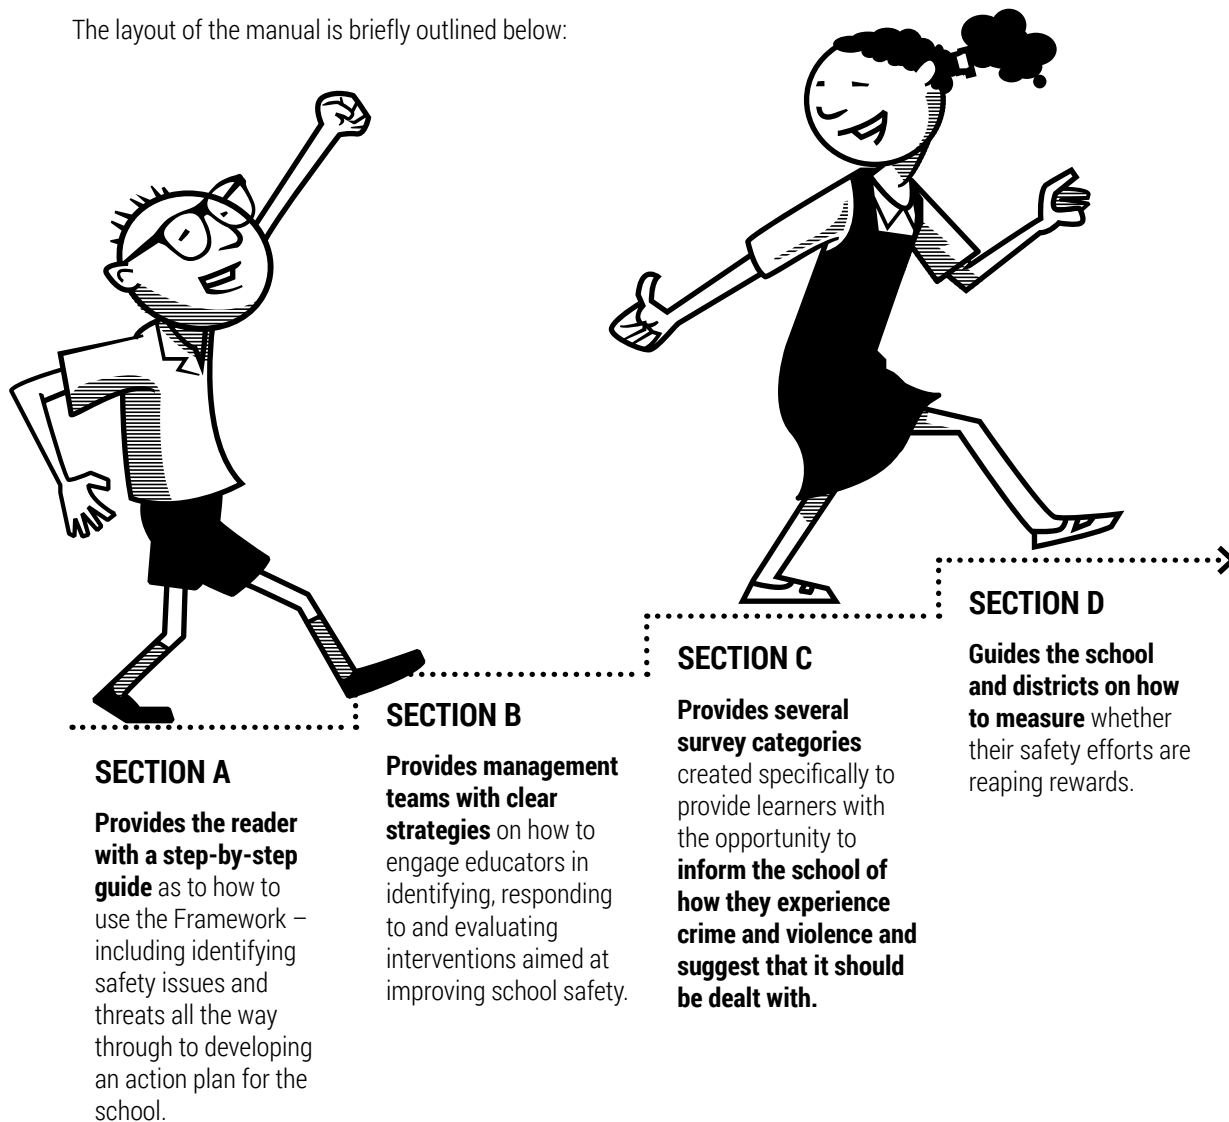 The layout of the manual is briefly outlined below:
SECTION A
Provides the reader
with a step-by-step
guide as to how to
use the Framework –
including identifying
safety issues and
threats all the way
through to developing
an action plan for the
school.
SECTION B
Provides management
teams with clear
strategies on how to
engage educators in
identifying, responding
to and evaluating
interventions aimed at
improving school safety.
SECTION C
Provides several
survey categories
created specifically to
provide learners with
the opportunity to
inform the school of
how they experience
crime and violence and
suggest that it should
be dealt with.
SECTION D
Guides the school
and districts on how
to measure whether
their safety efforts are
reaping rewards.